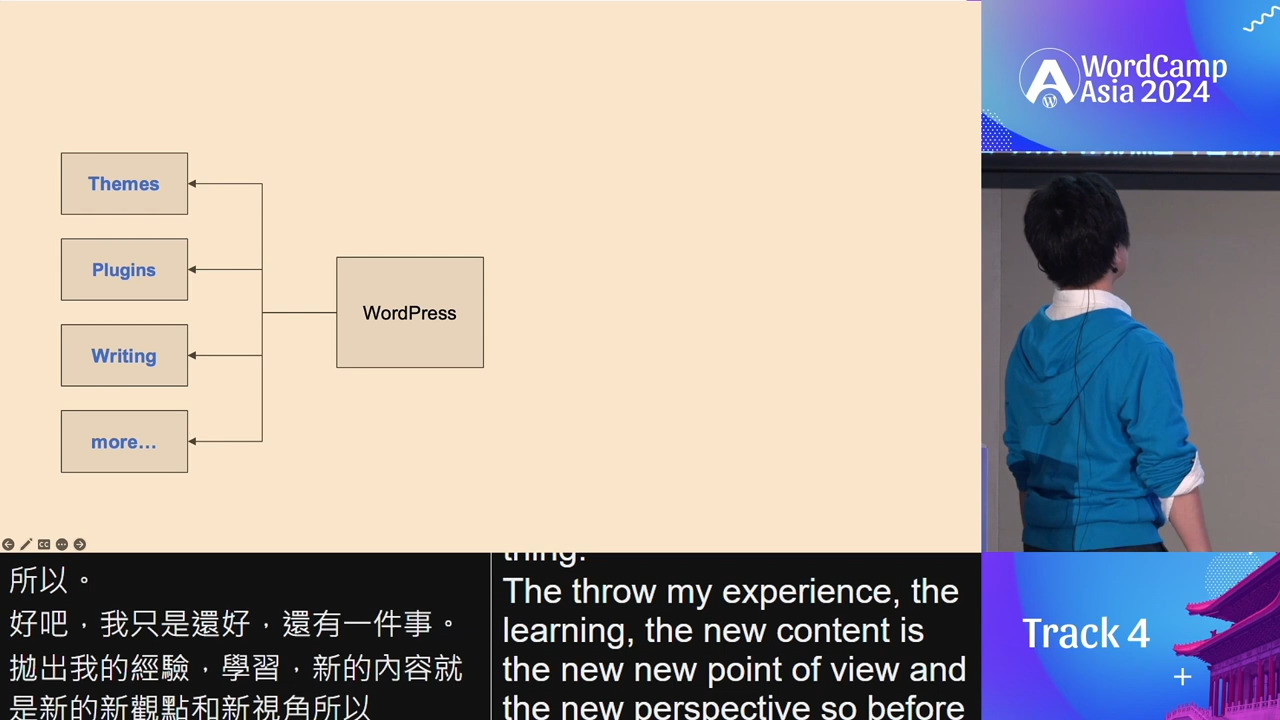 Themes
Plugins
Writing
more…
WordPress
WordCamp
Asia 2024
所以。
好吧，我只是還好，還有一件事。
拋出我的經驗，學習，新的內容就
是新的新觀點和新視角所以
thing.
The throw my experience, the
learning, the new content is
the new new point of view and
the new perspective so before
Track 4